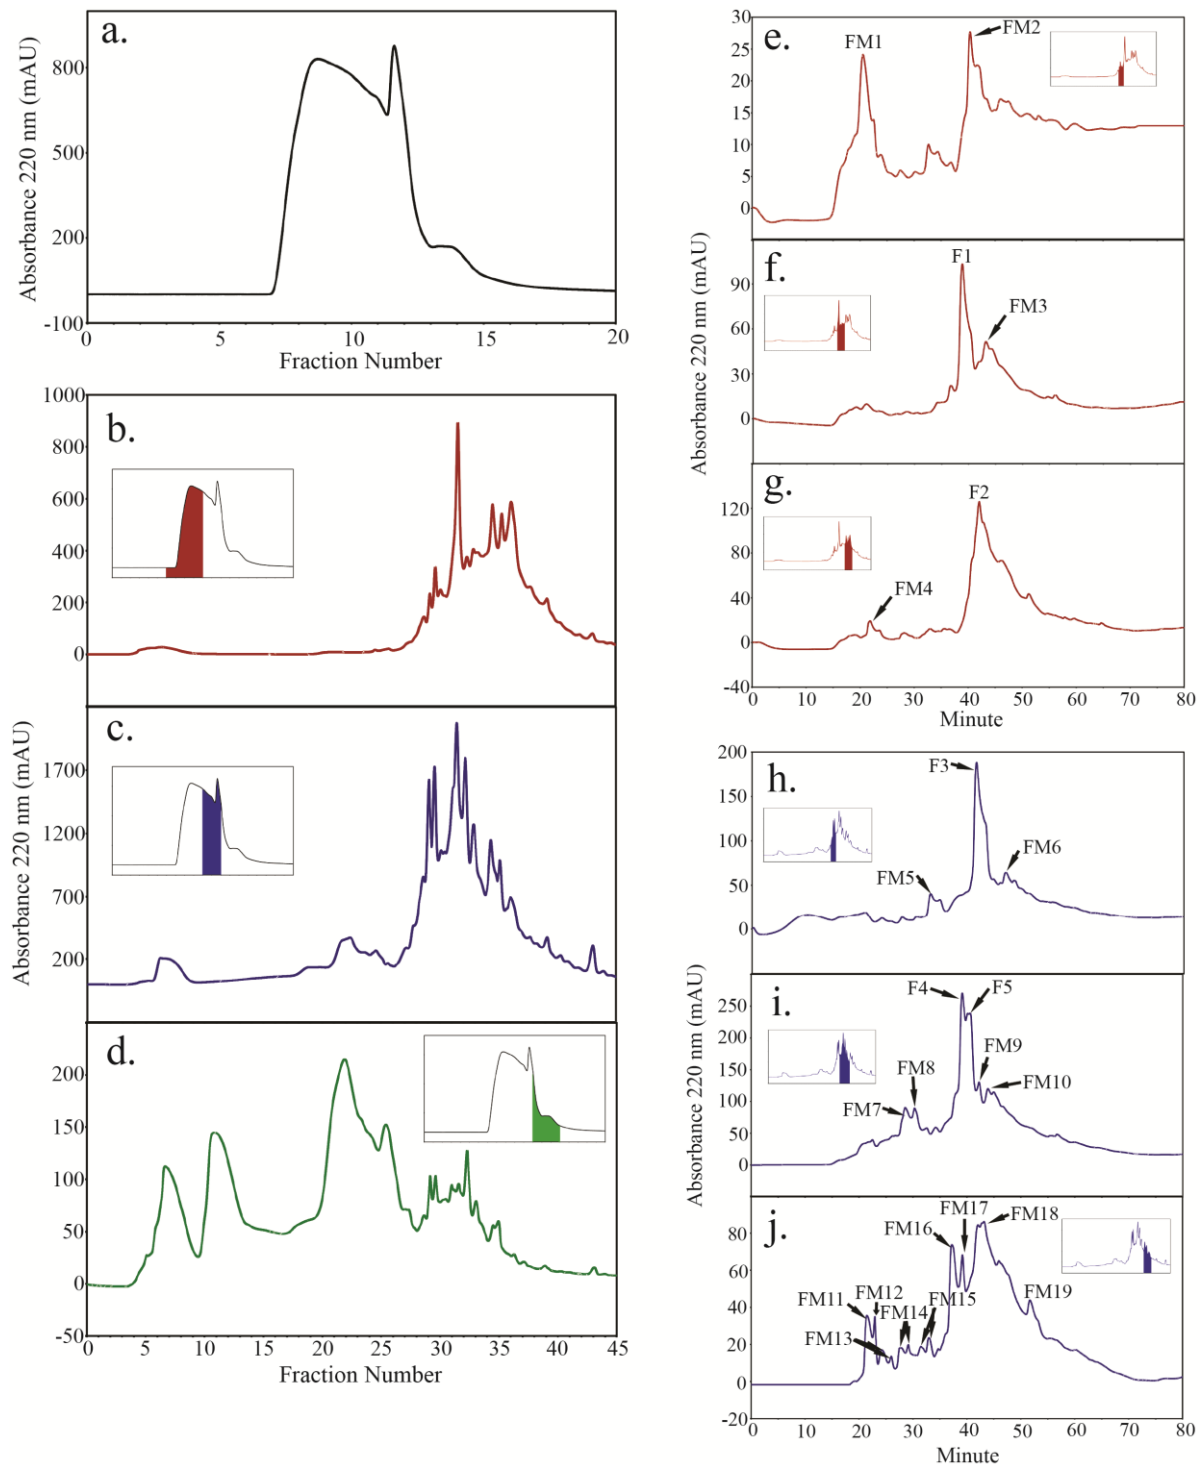 a.
Absorbance 220 nm (mAU)
800
500
200
-100
0
5
10
15
20
Fraction Number
b.
1000
800
600
400
200
0
c.
Absorbance 220 nm (mAU)
1700
1200
700
200
d.
200
150
100
50
0
-50
0
5
10
15
20
25
30
35
40
45
Fraction Number
e.
FM1
FM2
30
25
20
15
10
5
0
Absorbance 220 nm (mAU)
f.
F1
FM3
90
60
30
0
g.
F2
FM4
120
80
40
0
-40
0
10
20
30
40
50
60
70
80
Minute
h.
F3
FM5
FM6
200
150
100
50
0
Absorbance 220 nm (mAU)
i.
F4
F5
FM9
FM8
FM10
FM7
250
200
150
100
50
0
j.
FM17
FM16
FM18
FM12
FM11
FM14
FM15
FM19
FM13
80
60
40
20
0
-20
0
10
20
30
40
50
60
70
80
Minute